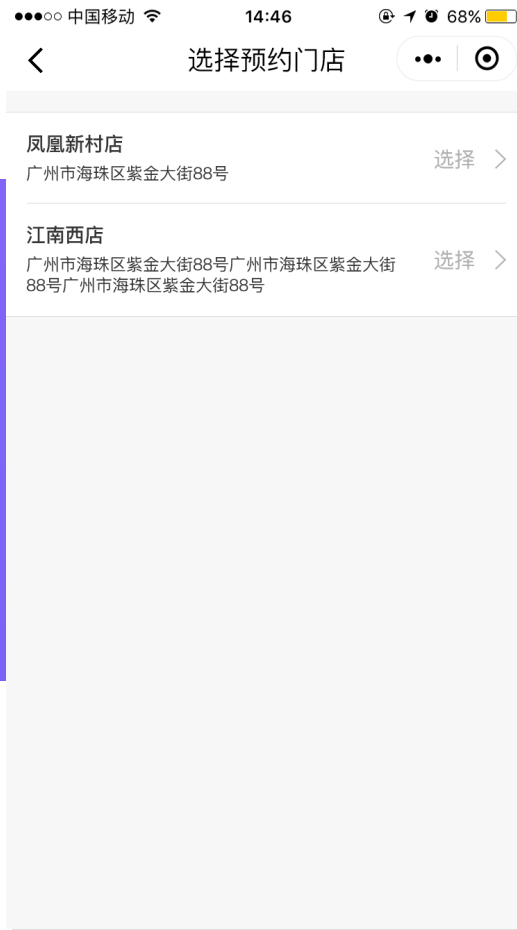 中国移动 14:46 68%
选择预约门店
凤凰新村店
广州市海珠区紫金大街88号
选择
江南西店
广州市海珠区紫金大街88号广州市海珠区紫金大街
88号广州市海珠区紫金大街88号
选择